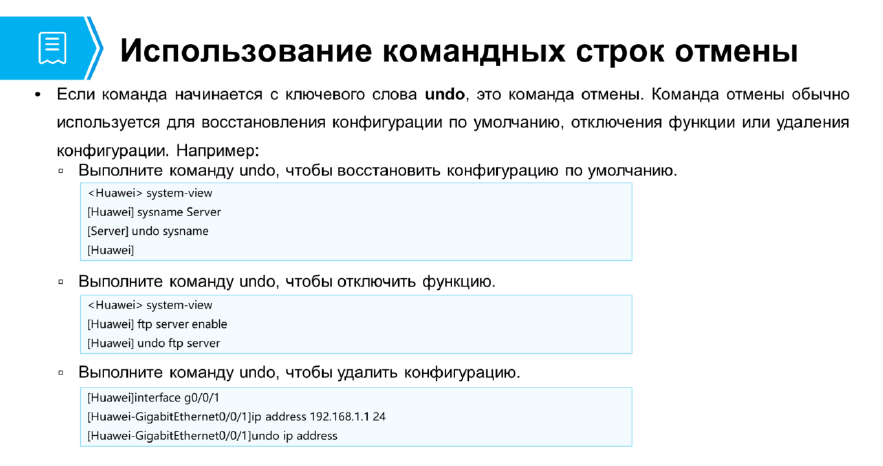 Использование командных строк отмены
• Если команда начинается с ключевого слова undo, это команда отмены. Команда отмены обычно
используется для восстановления конфигурации по умолчанию, отключения функции или удаления
конфигурации. Например:
▫ Выполните команду undo, чтобы восстановить конфигурацию по умолчанию.
<Huawei> system-view
[Huawei] sysname Server
[Server] undo sysname
[Huawei]
▫ Выполните команду undo, чтобы отключить функцию.
<Huawei> system-view
[Huawei] ftp server enable
[Huawei] undo ftp server
▫ Выполните команду undo, чтобы удалить конфигурацию.
[Huawei]interface g0/0/1
[Huawei-GigabitEthernet0/0/1]ip address 192.168.1.1 24
[Huawei-GigabitEthernet0/0/1]undo ip address